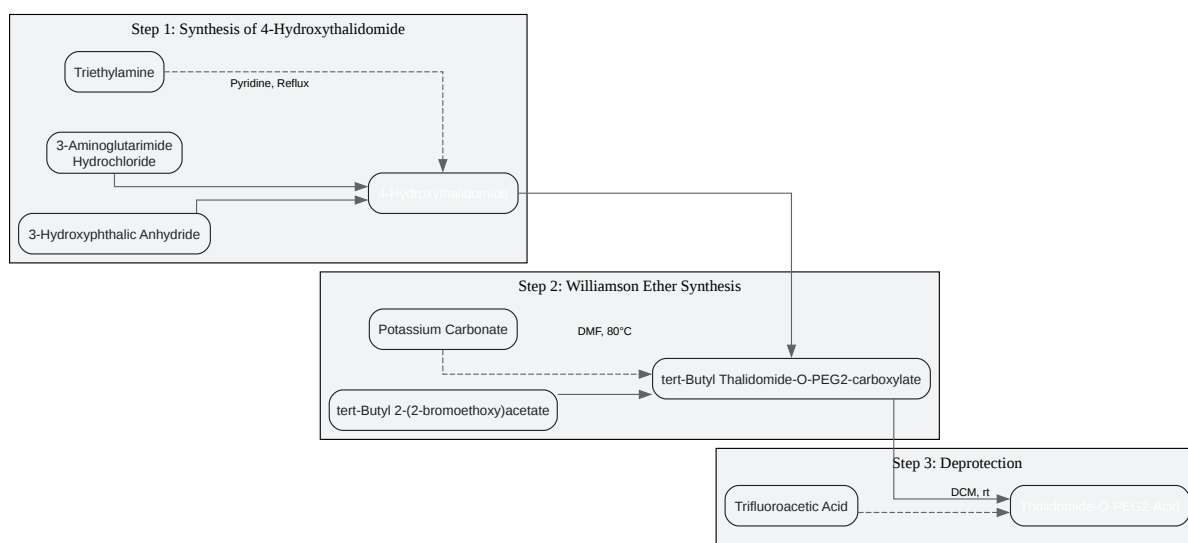 Step 1: Synthesis of 4-Hydroxythalidomide
Triethylamine
Pyridine, Reflux
3-Aminoglutarimide
Hydrochloride
4-Hydroxythalidomide
3-Hydroxyphthalic Anhydride
Step 2: Williamson Ether Synthesis
Potassium Carbonate
DMF, 80°C
tert-Butyl Thalidomide-O-PEG2-carboxylate
tert-Butyl 2-(2-bromoethoxy)acetate
Step 3: Deprotection
DCM, rt
Trifluoroacetic Acid
Thalidomide-O-PEG2-Acid